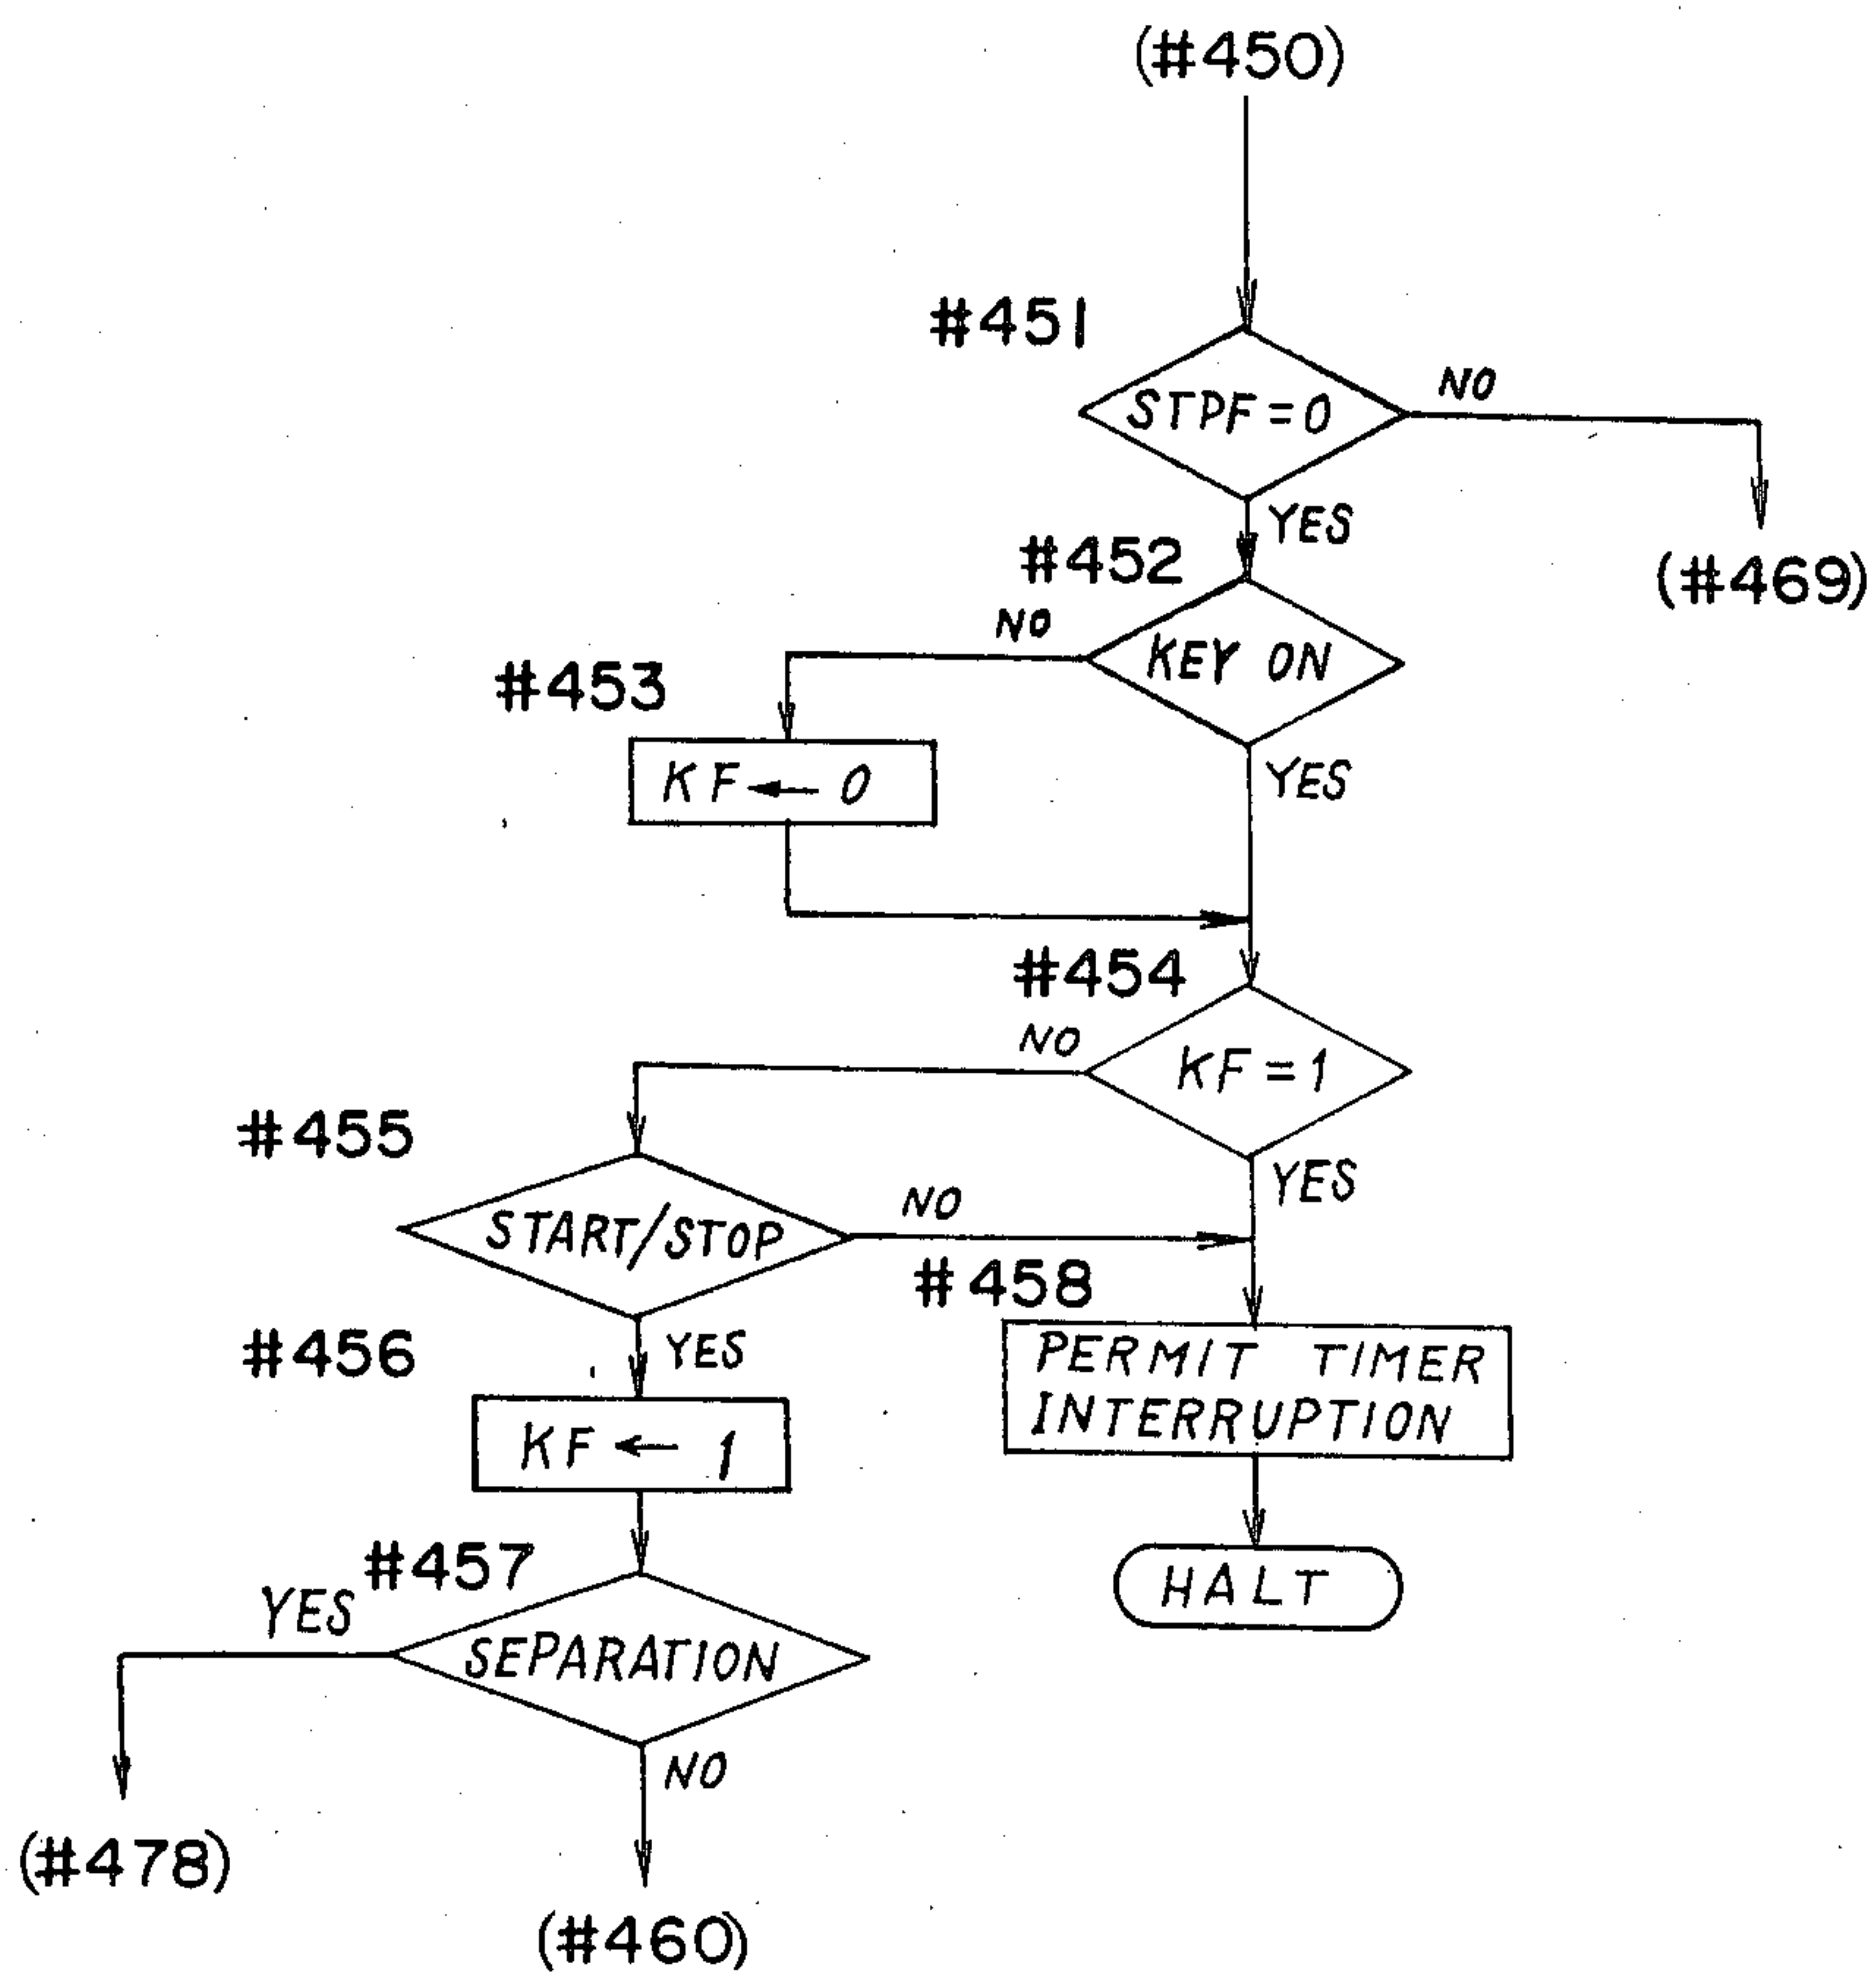 (#450)
#451
STPF=0
NO
YES
(#469)
#452
NO
KEY ON
YES
#453
KF ← 0
#454
NO
KF=1
YES
#455
START/STOP
NO
YES
#458
PERMIT TIMER
INTERRUPTION
HALT
#456
KF ← 1
#457
YES
SEPARATION
NO
(#478)
(#460)